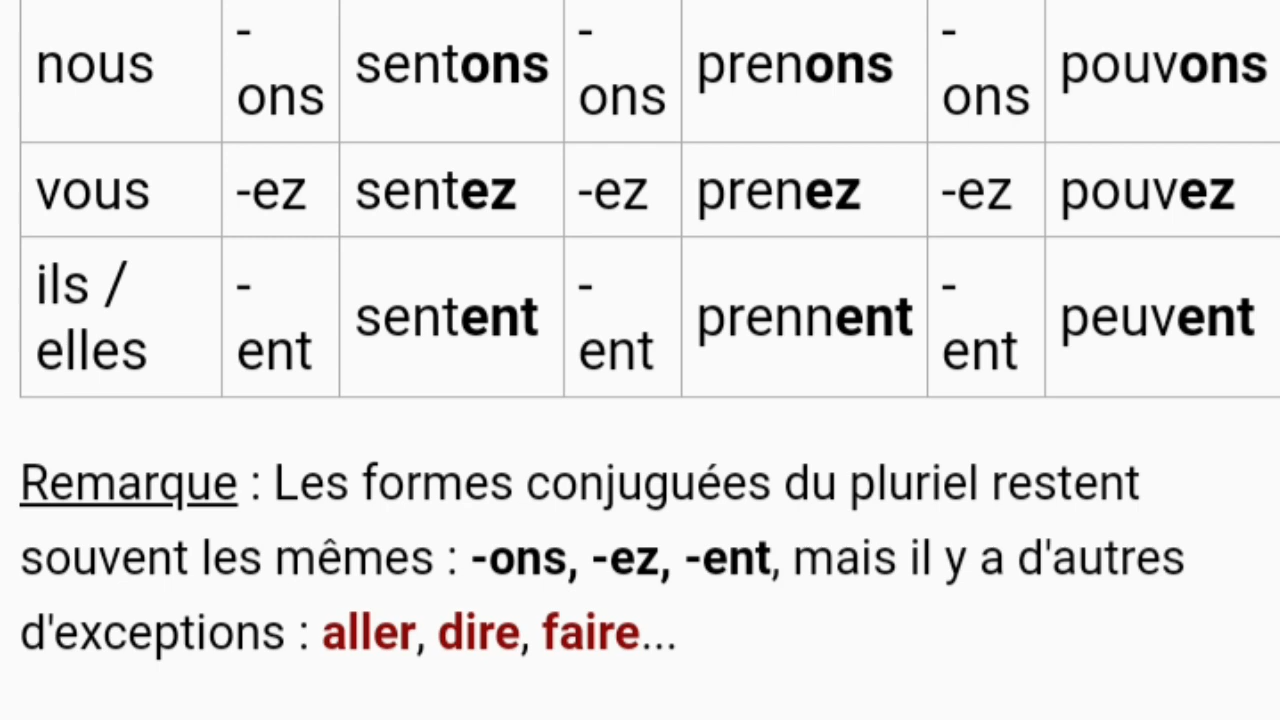 nous -ons sentons -ons prenons -ons pouvons
vous -ez sentez -ez prenez -ez pouvez
ils / elles -ent sentent -ent prennent -ent peuvent
Remarque : Les formes conjuguées du pluriel restent
souvent les mêmes : -ons, -ez, -ent, mais il y a d'autres
d'exceptions : aller, dire, faire...